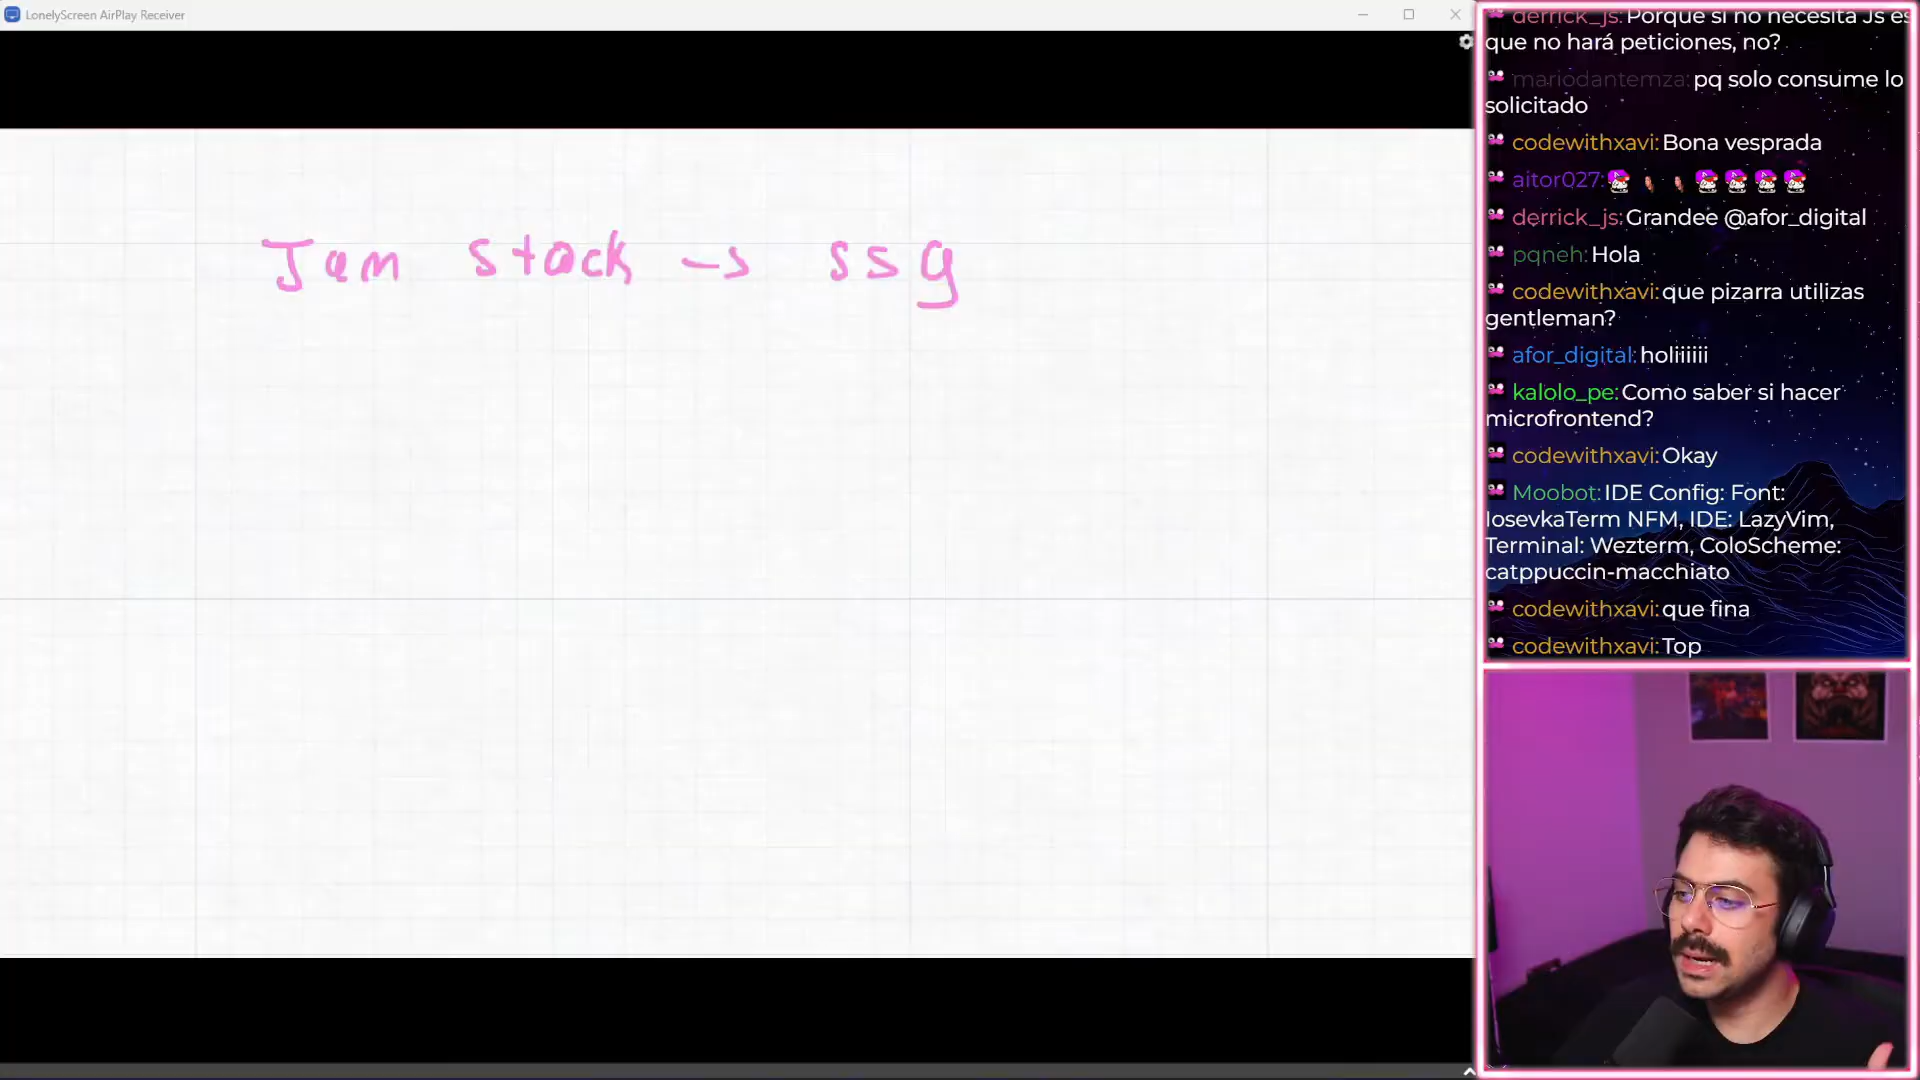 LonelyScreen AirPlay Receiver
Jam stack -> ssg
derrick_js: Porque si no necesita Js es
que no hará peticiones, no?
mariodantemza: pq solo consume lo
solicitado
codewithxavi: Bona vesprada
aitor027:
derrick_js: Grandee @afor_digital
pqneh: Hola
codewithxavi: que pizarra utilizas
gentleman?
afor_digital: holiiiiii
kalolo_pe: Como saber si hacer
microfrontend?
codewithxavi: Okay
Moobot: IDE Config: Font:
IosevkaTerm NFM, IDE: LazyVim,
Terminal: Wezterm, ColoScheme:
catppuccin-macchiato
codewithxavi: que fina
codewithxavi: Top